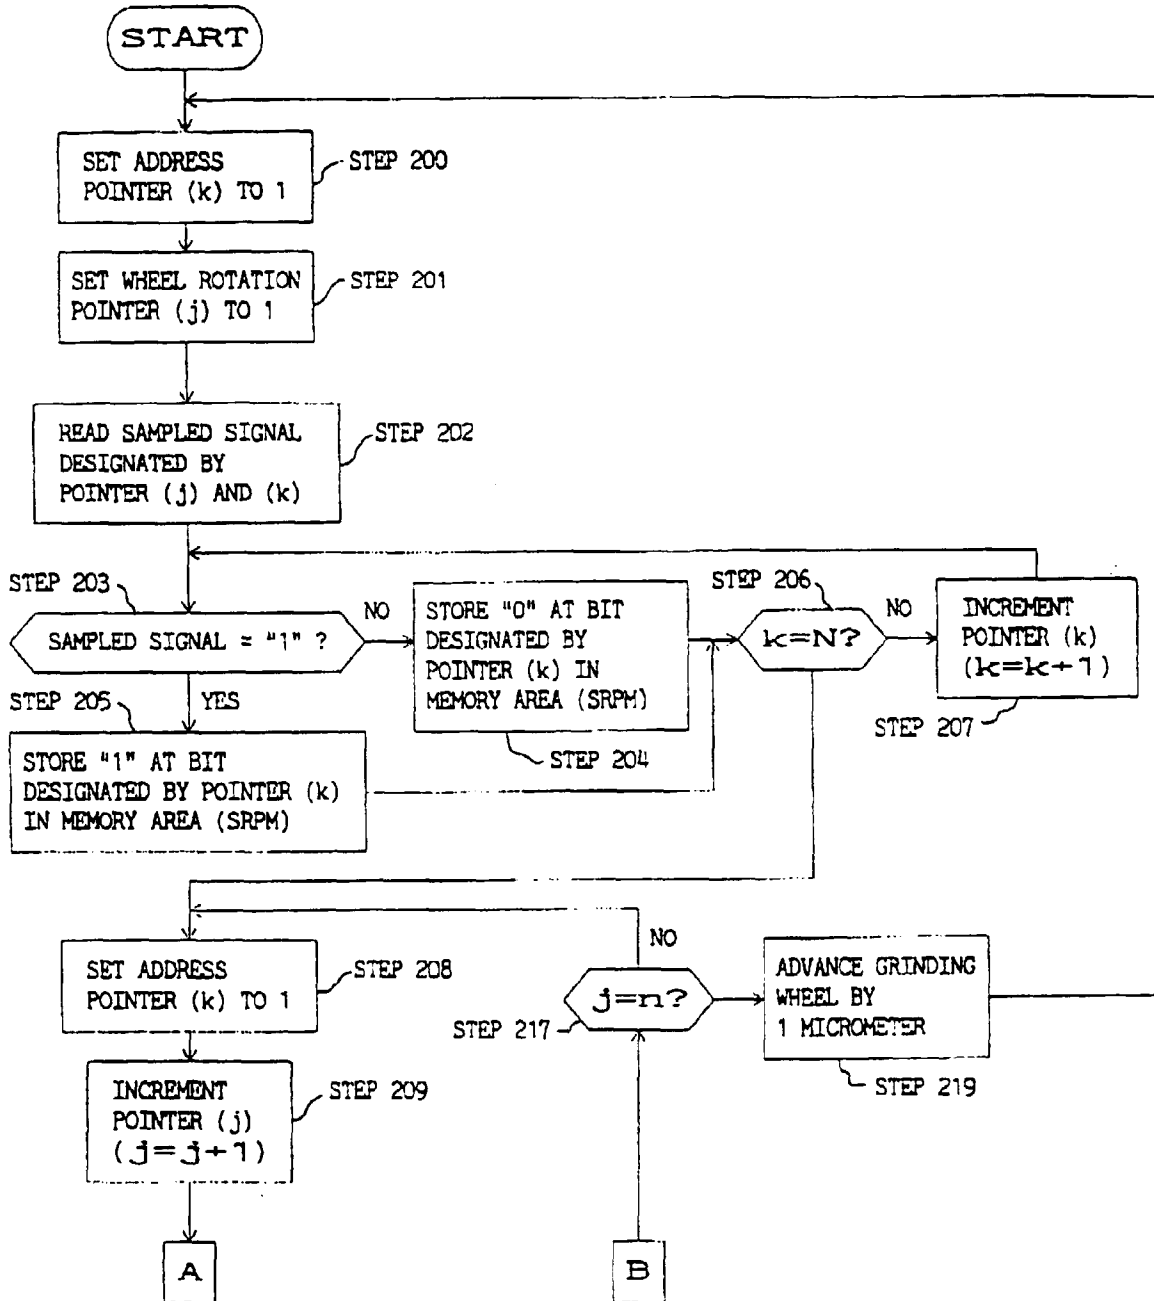 START
SET ADDRESS
POINTER (k) TO 1
STEP 200
SET WHEEL ROTATION
POINTER (j) TO 1
STEP 201
READ SAMPLED SIGNAL
DESIGNATED BY
POINTER (j) AND (k)
STEP 202
STEP 203
SAMPLED SIGNAL = "1" ?
NO
YES
STORE "0" AT BIT
DESIGNATED BY
POINTER (k) IN
MEMORY AREA (SRPM)
STEP 204
STEP 206
k=N?
NO
INCREMENT
POINTER (k)
(k=k+1)
STEP 207
STEP 205
STORE "1" AT BIT
DESIGNATED BY POINTER (k)
IN MEMORY AREA (SRPM)
SET ADDRESS
POINTER (k) TO 1
STEP 208
INCREMENT
POINTER (j)
(j=j+1)
STEP 209
A
NO
j=n?
STEP 217
ADVANCE GRINDING
WHEEL BY
1 MICROMETER
STEP 219
B